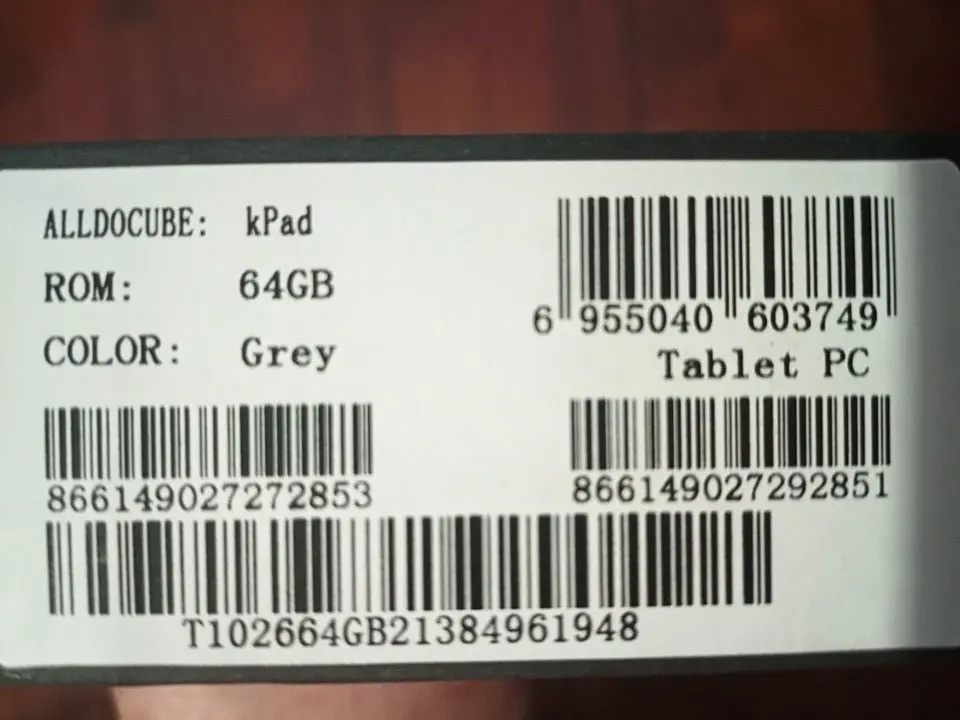 ALLDOCUBE: kPad
ROM: 64GB
COLOR: Grey
6 955040 603749
Tablet PC
866149027272853
866149027292851
T102664GB21384961948